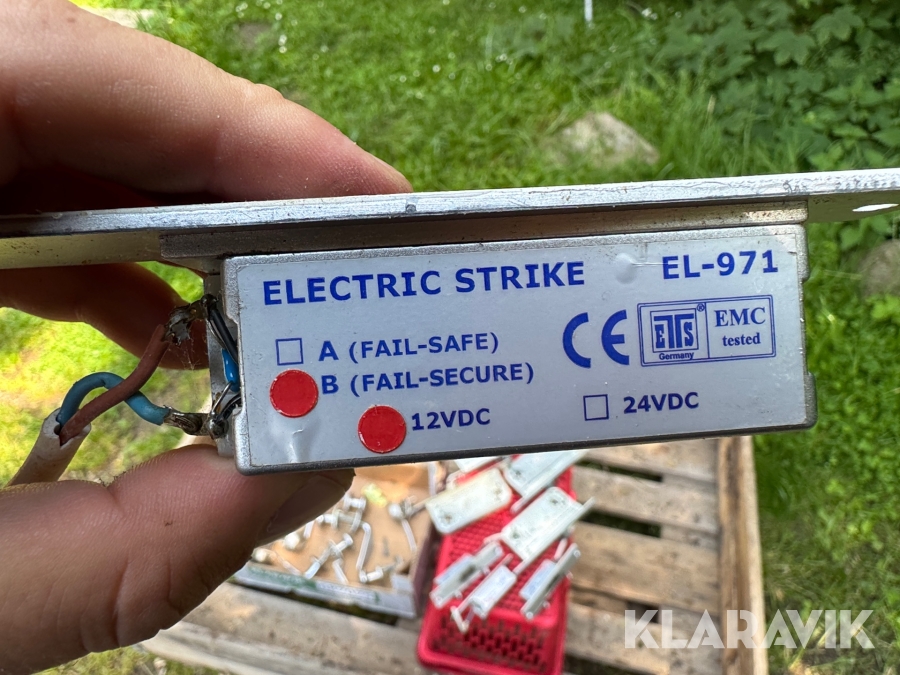 ELECTRIC STRIKE EL-971
A (FAIL-SAFE)
B (FAIL-SECURE)
12VDC 24VDC
CE
ETS®
Germany
EMC
tested
KLARAVIK